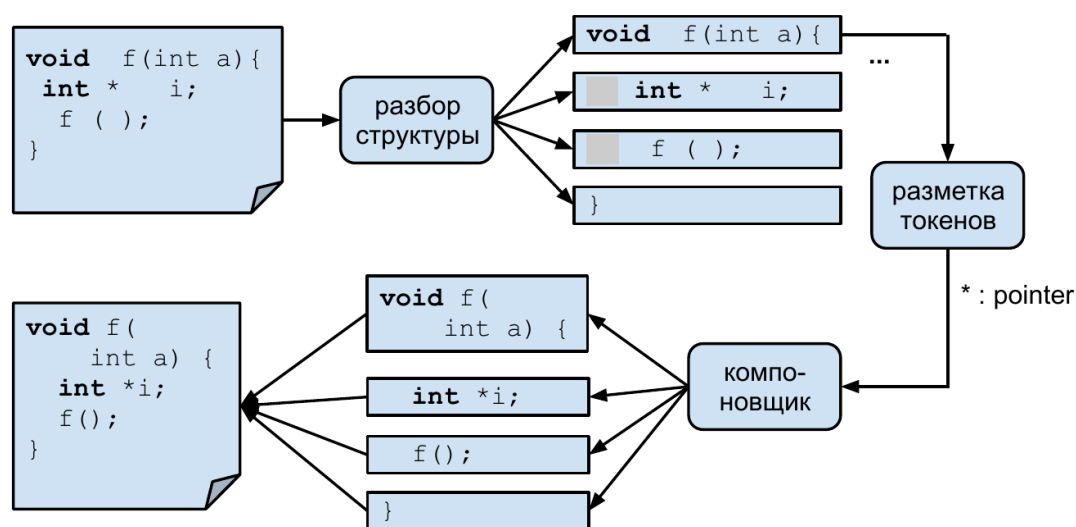 void  f(int a){
 int *   i;
  f ( );
}
разбор
структуры
void  f(int a){
int *   i;
f ( );
}
...
разметка
токенов
* : pointer
компо-
новщик
void f(
    int a) {
  int *i;
  f();
}
void f(
    int a) {
  int *i;
  f();
}